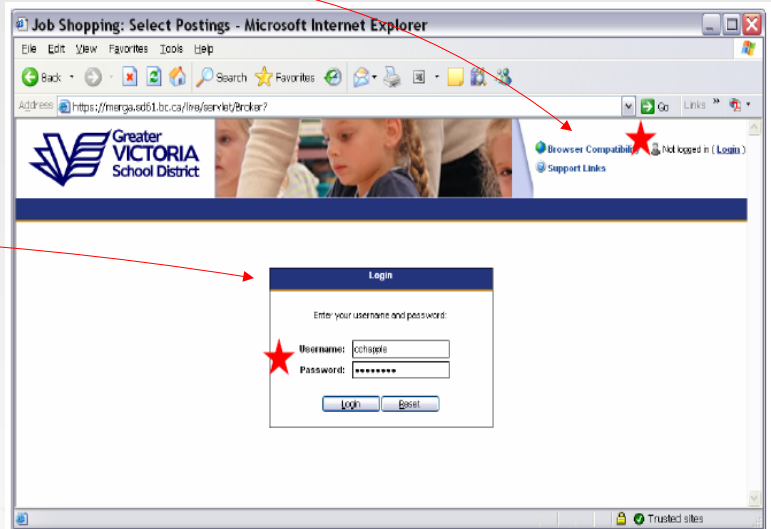 Job Shopping: Select Postings - Microsoft Internet Explorer
File Edit View Favorites Tools Help
Back Search Favorites
Address https://merga.sd61.bc.ca/lira/servlet/Broker? Go Links »
Greater
VICTORIA
School District
Browser Compatibility Not logged in ( Login )
Support Links
Login
Enter your username and password:
Username: cchapple
Password: ••••••••
Login Reset
Trusted sites